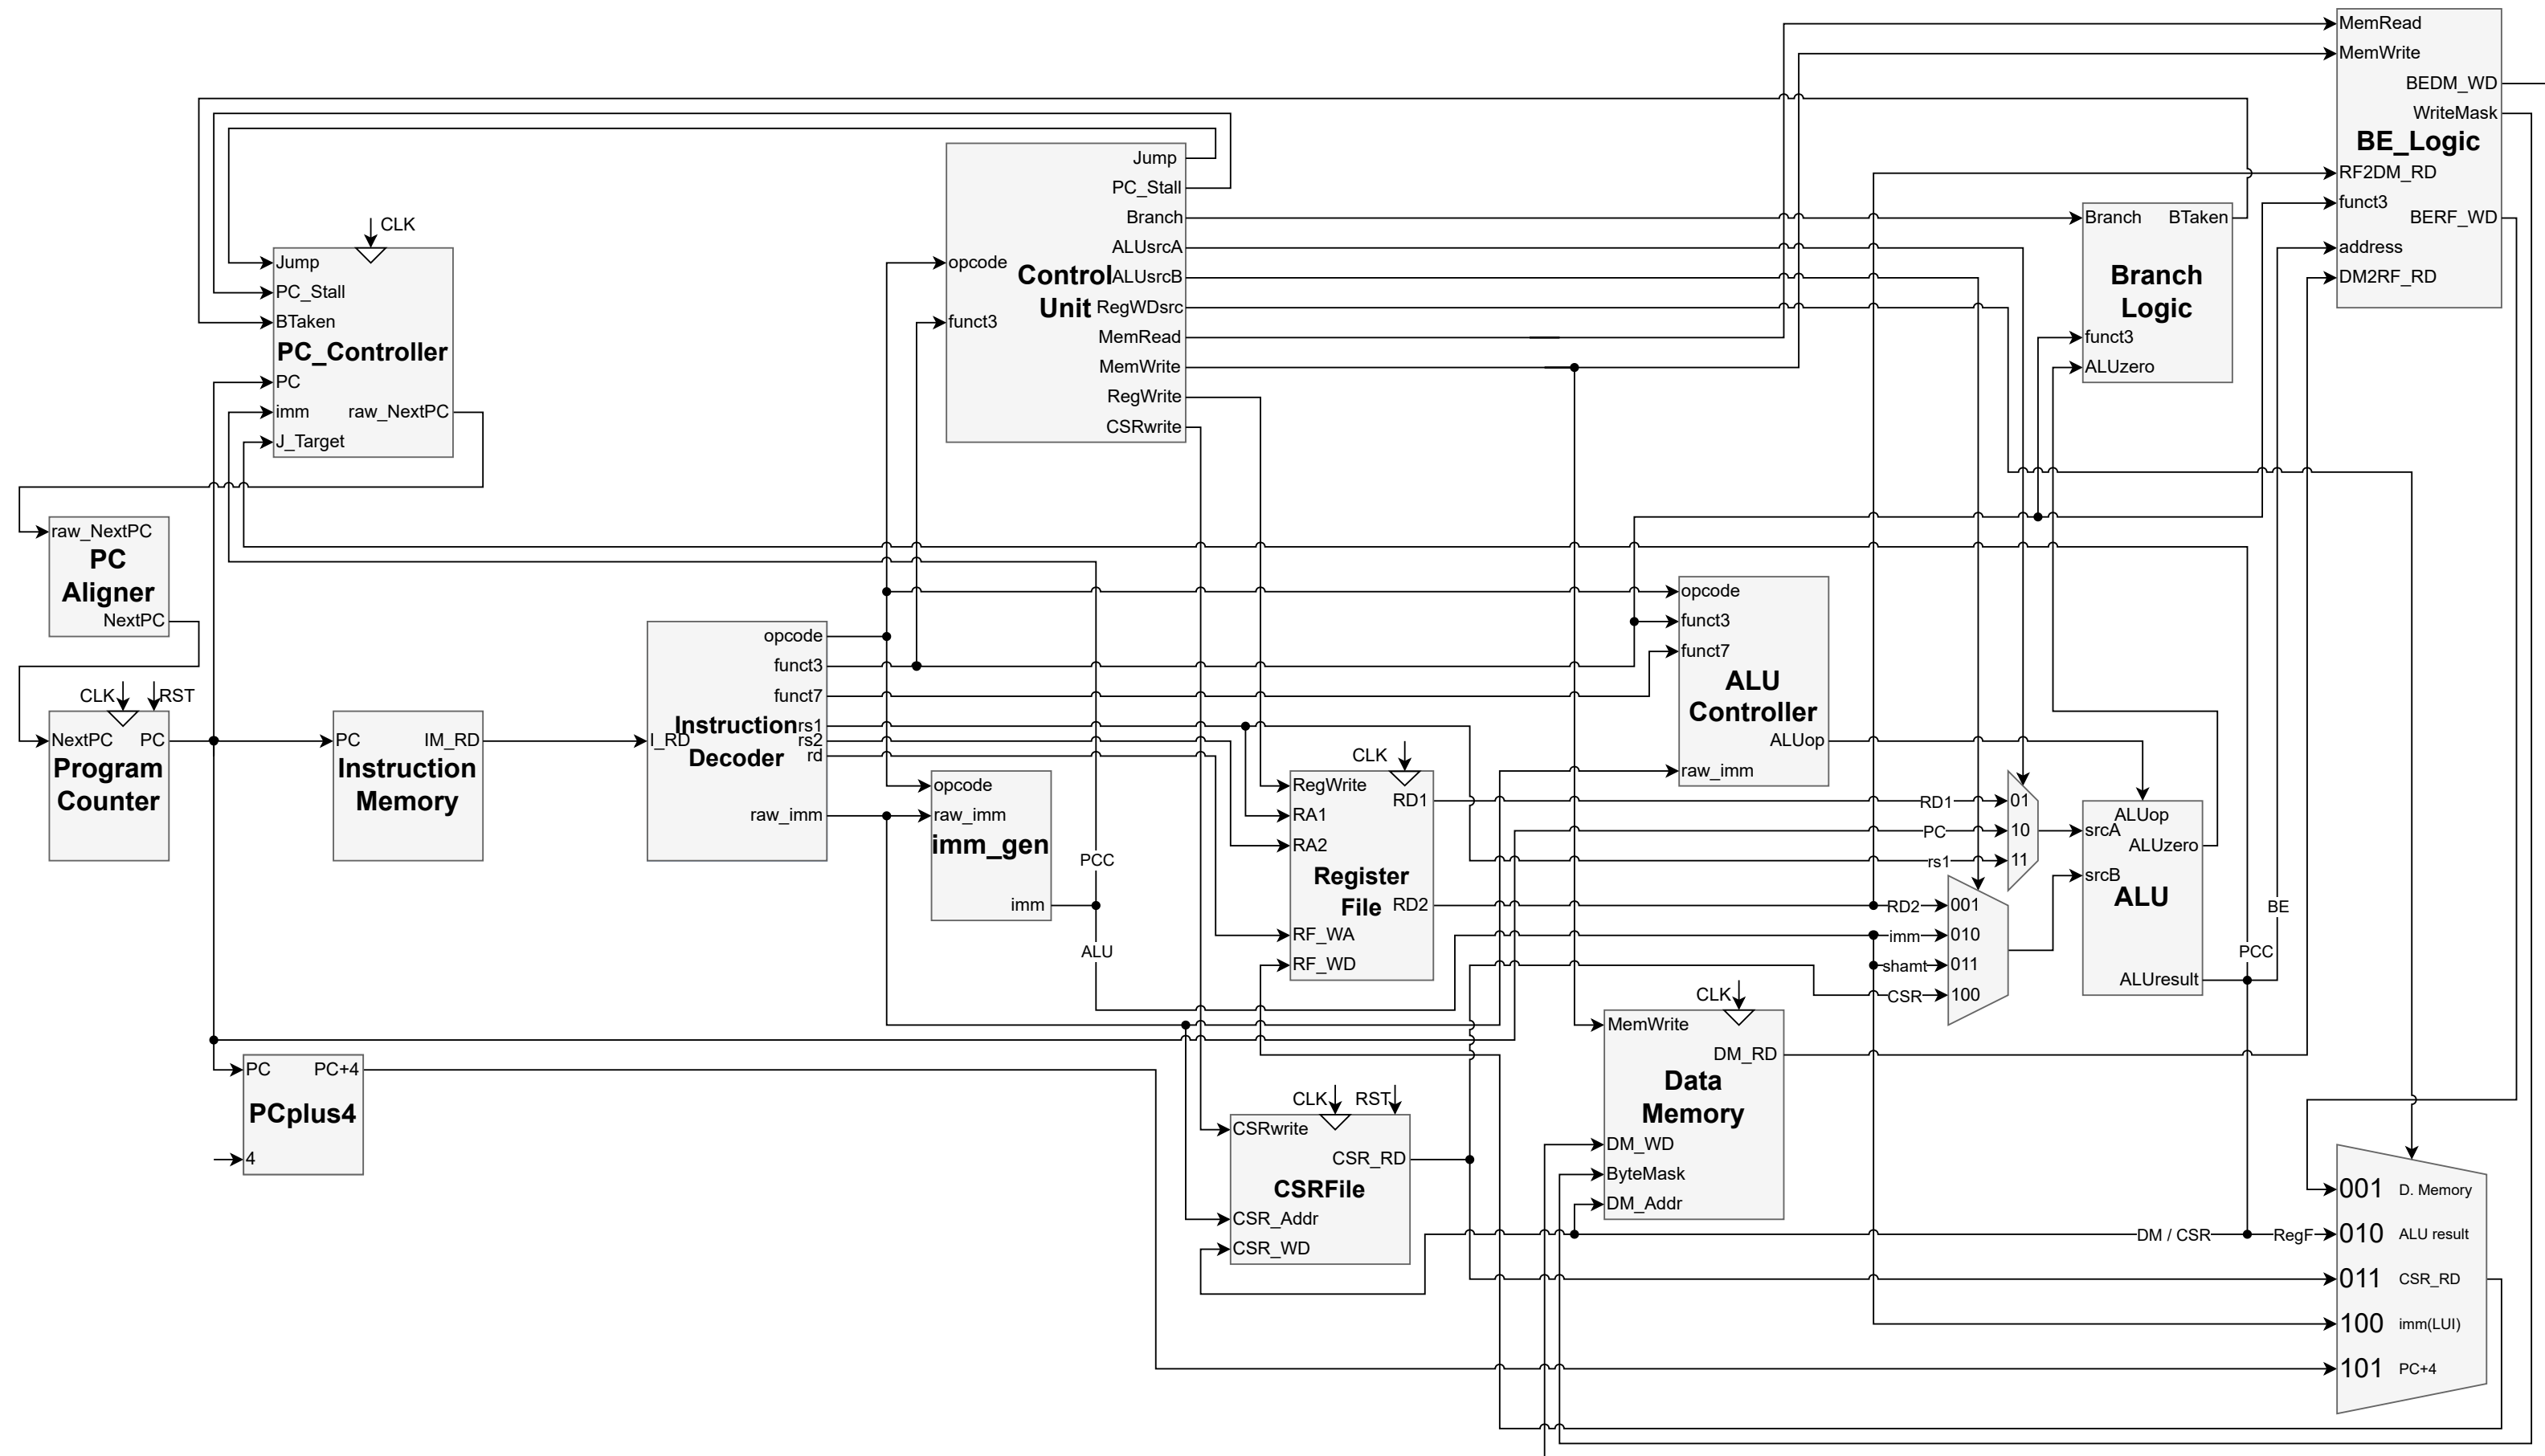 MemRead
MemWrite
BEDM_WD
WriteMask
BE_Logic
RF2DM_RD
funct3
BERF_WD
address
DM2RF_RD
Jump
PC_Stall
Branch
ALUsrcA
opcode
Control
ALUsrcB
Unit
RegWDsrc
funct3
MemRead
MemWrite
RegWrite
CSRwrite
Branch
BTaken
Branch
Logic
funct3
ALUzero
CLK
Jump
PC_Stall
BTaken
PC_Controller
PC
imm
raw_NextPC
J_Target
raw_NextPC
PC
Aligner
NextPC
CLK
RST
NextPC
PC
Program
Counter
PC
IM_RD
Instruction
Memory
opcode
funct3
funct7
Instruction
rs1
I_RD
rs2
Decoder
rd
raw_imm
opcode
raw_imm
imm_gen
imm
PCC
ALU
opcode
funct3
funct7
ALU
Controller
ALUop
raw_imm
CLK
RegWrite
RD1
RA1
RA2
Register
File
RD2
RF_WA
RF_WD
RD1
01
PC
10
rs1
11
RD2
001
imm
010
shamt
011
CSR
100
ALUop
srcA
ALUzero
srcB
ALU
ALUresult
BE
PCC
PC
PC+4
PCplus4
4
CLK
RST
CSRwrite
CSR_RD
CSRFile
CSR_Addr
CSR_WD
CLK
MemWrite
DM_RD
Data
Memory
DM_WD
ByteMask
DM_Addr
DM / CSR
RegF
001 D. Memory
010 ALU result
011 CSR_RD
100 imm(LUI)
101 PC+4